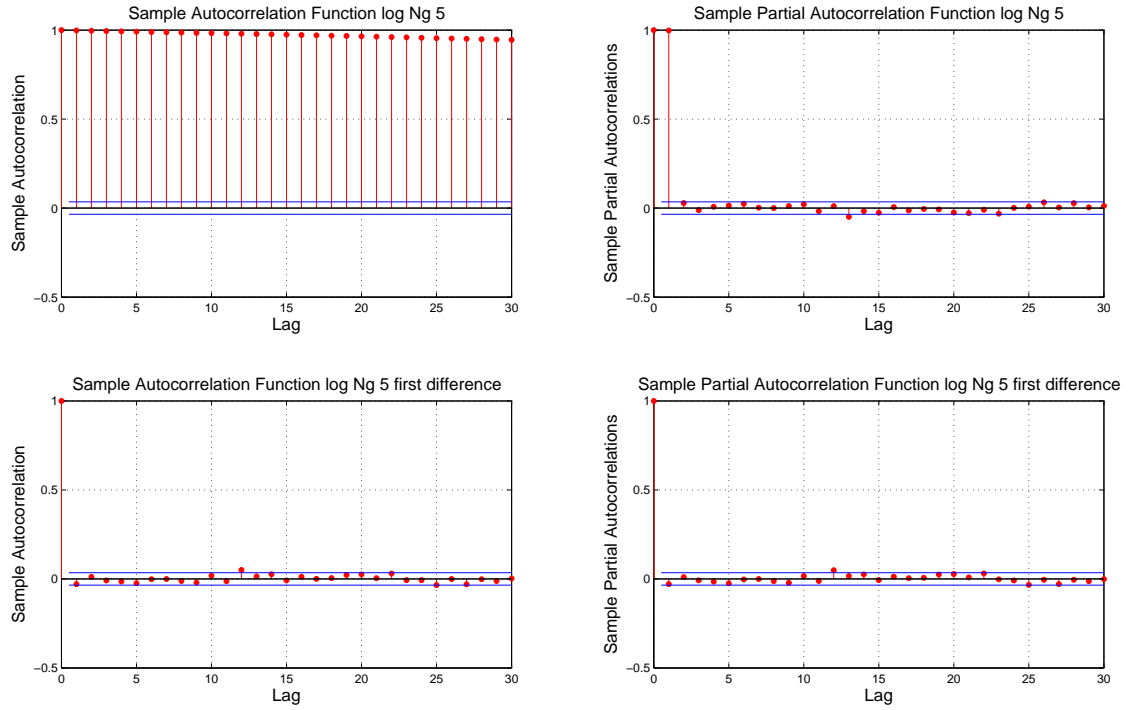 Sample Autocorrelation Function log Ng 5
1
0.5
0
−0.5
0 5 10 15 20 25 30
Lag
Sample Autocorrelation
Sample Partial Autocorrelation Function log Ng 5
1
0.5
0
−0.5
0 5 10 15 20 25 30
Lag
Sample Partial Autocorrelations
Sample Autocorrelation Function log Ng 5 first difference
1
0.5
0
−0.5
0 5 10 15 20 25 30
Lag
Sample Autocorrelation
Sample Partial Autocorrelation Function log Ng 5 first difference
1
0.5
0
−0.5
0 5 10 15 20 25 30
Lag
Sample Partial Autocorrelations